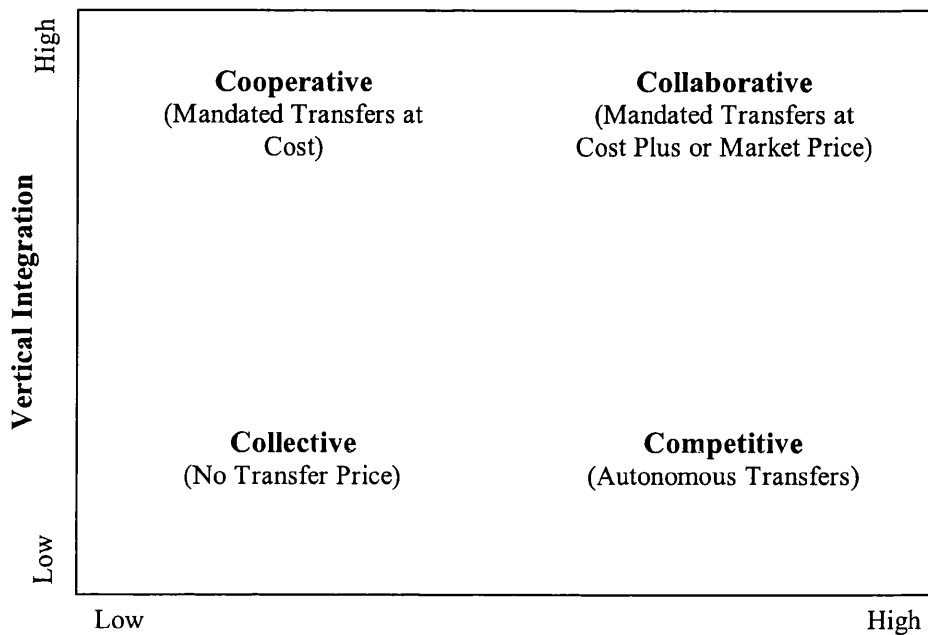 High
Cooperative
(Mandated Transfers at
Cost)
Collaborative
(Mandated Transfers at
Cost Plus or Market Price)
Vertical Integration
Collective
(No Transfer Price)
Competitive
(Autonomous Transfers)
Low
Low
High